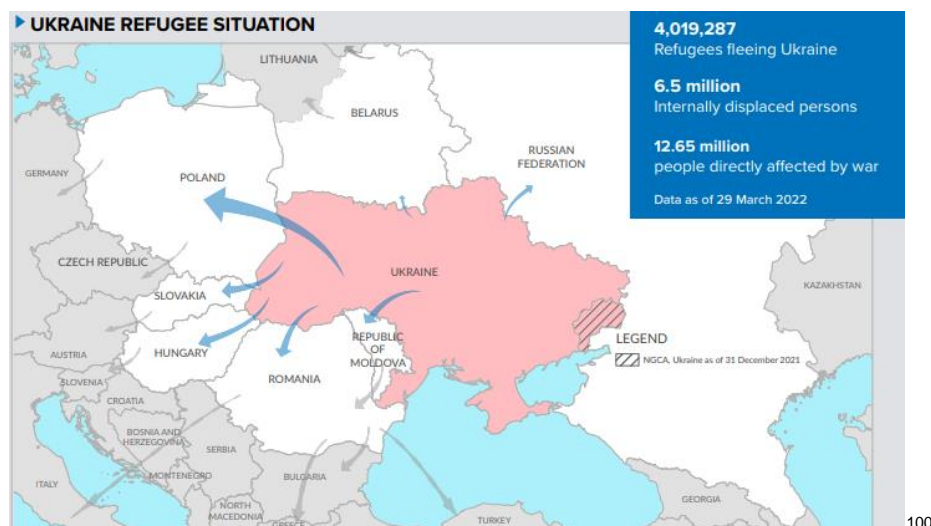 UKRAINE REFUGEE SITUATION
4,019,287
Refugees fleeing Ukraine
6.5 million
Internally displaced persons
12.65 million
people directly affected by war
Data as of 29 March 2022
LITHUANIA
BELARUS
RUSSIAN
FEDERATION
GERMANY
POLAND
CZECH REPUBLIC
UKRAINE
KAZAKHSTAN
SLOVAKIA
LEGEND
NGCA, Ukraine as of 31 December 2021
AUSTRIA
HUNGARY
REPUBLIC
OF
MOLDOVA
ROMANIA
SLOVENIA
CROATIA
BOSNIA AND
HERZEGOVINA
SERBIA
ITALY
MONTENEGRO
BULGARIA
GEORGIA
NORTH
MACEDONIA
GREECE
TURKEY
100